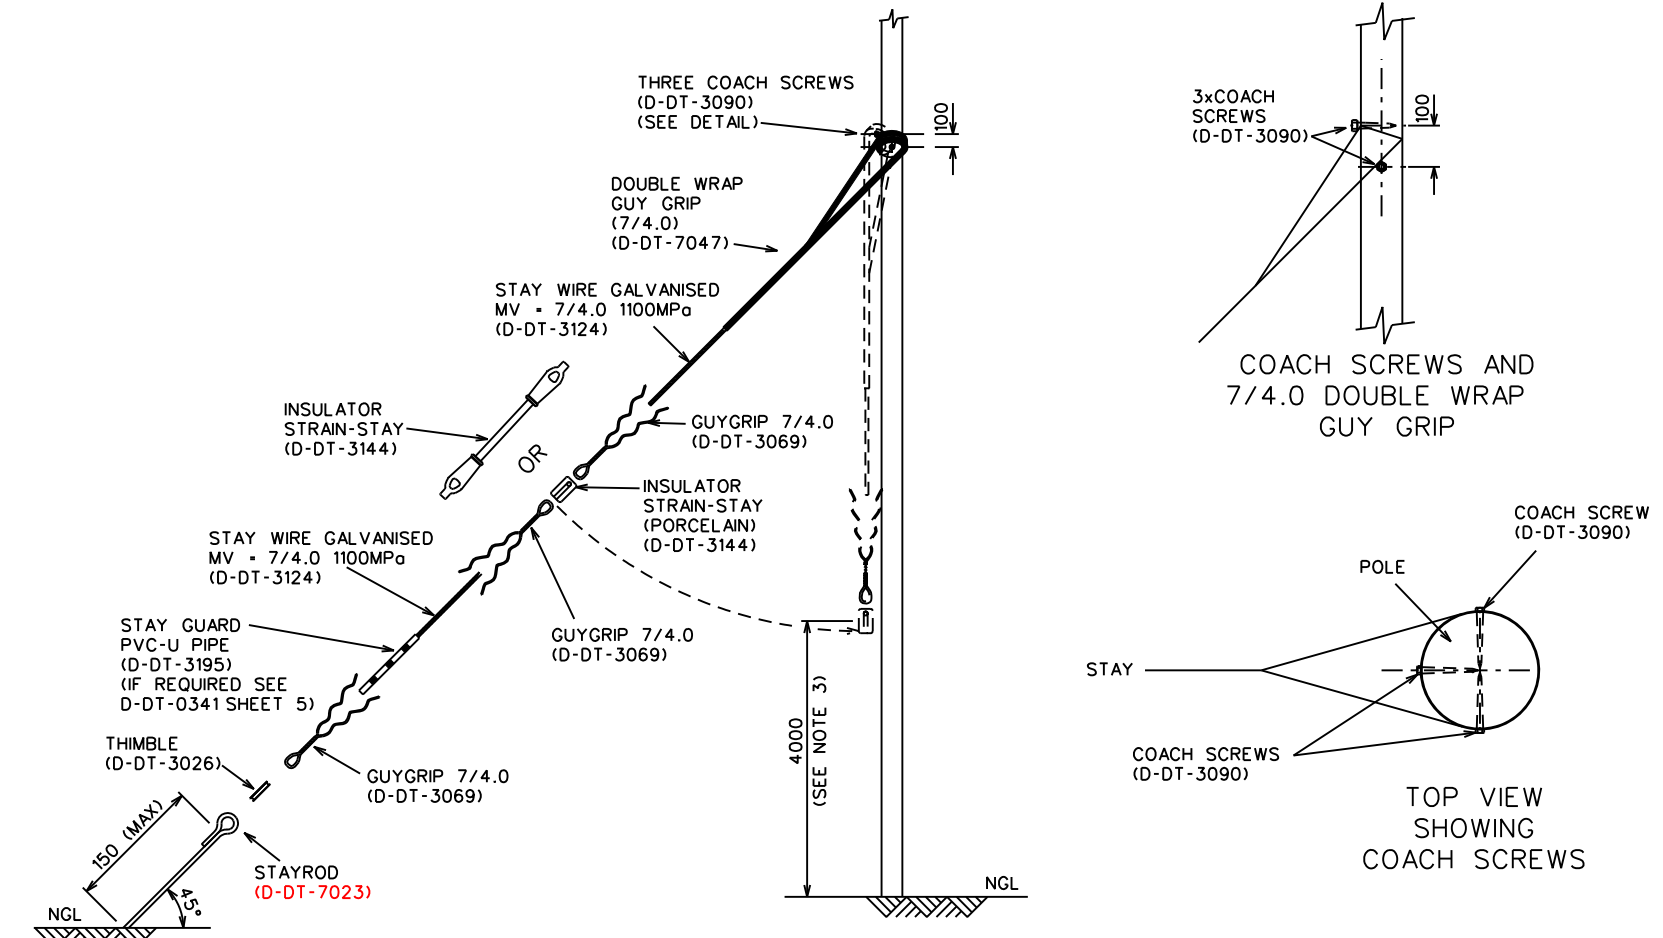 THREE COACH SCREWS
(D-DT-3090)
(SEE DETAIL)
100
DOUBLE WRAP
GUY GRIP
(7/4.0)
(D-DT-7047)
STAY WIRE GALVANISED
MV = 7/4.0 1100MPa
(D-DT-3124)
INSULATOR
STRAIN-STAY
(D-DT-3144)
OR
GUYGRIP 7/4.0
(D-DT-3069)
INSULATOR
STRAIN-STAY
(PORCELAIN)
(D-DT-3144)
STAY WIRE GALVANISED
MV = 7/4.0 1100MPa
(D-DT-3124)
GUYGRIP 7/4.0
(D-DT-3069)
STAY GUARD
PVC-U PIPE
(D-DT-3195)
(IF REQUIRED SEE
D-DT-0341 SHEET 5)
THIMBLE
(D-DT-3026)
GUYGRIP 7/4.0
(D-DT-3069)
150 (MAX)
STAYROD
(D-DT-7023)
45°
NGL
4000
(SEE NOTE 3)
NGL
3xCOACH
SCREWS
(D-DT-3090)
100
COACH SCREWS AND
7/4.0 DOUBLE WRAP
GUY GRIP
COACH SCREW
(D-DT-3090)
POLE
STAY
COACH SCREWS
(D-DT-3090)
TOP VIEW
SHOWING
COACH SCREWS